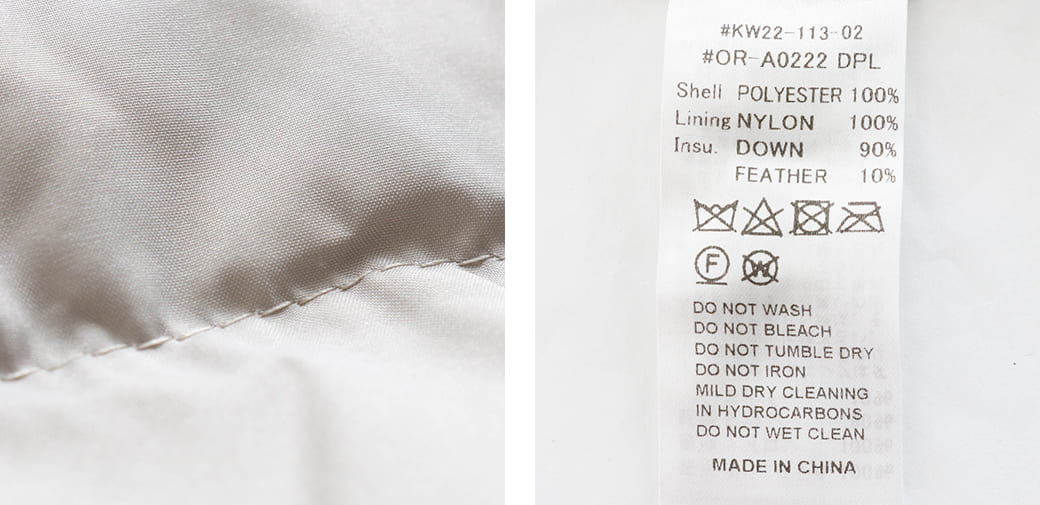 #KW22-113-02
#OR-A0222 DPL
Shell POLYESTER 100%
Lining NYLON 100%
Insu. DOWN 90%
FEATHER 10%
F W
DO NOT WASH
DO NOT BLEACH
DO NOT TUMBLE DRY
DO NOT IRON
MILD DRY CLEANING
IN HYDROCARBONS
DO NOT WET CLEAN
MADE IN CHINA